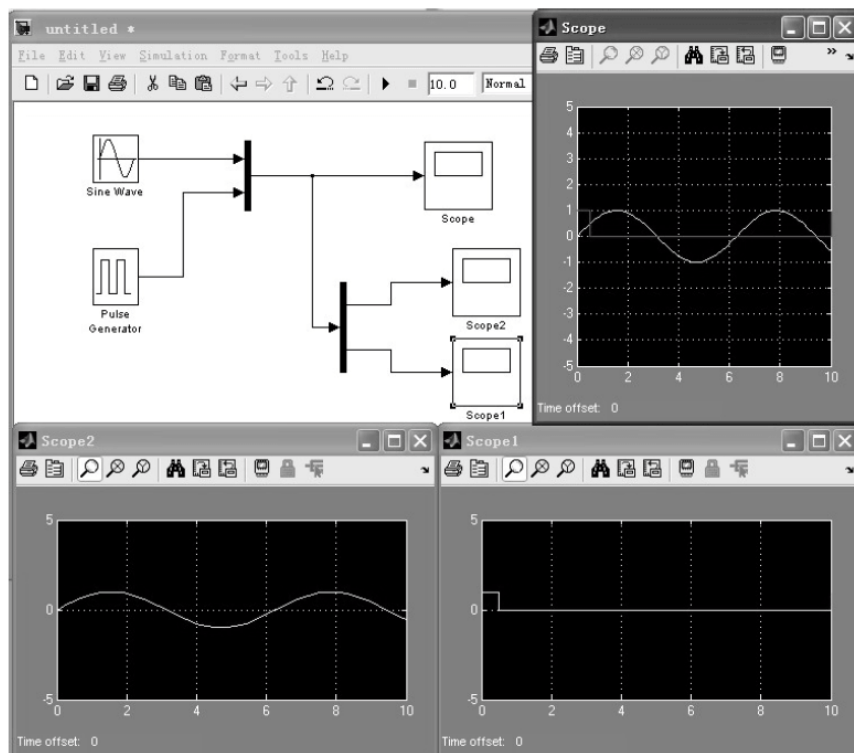 untitled *
File Edit View Simulation Format Tools Help
10.0 Normal
Sine Wave
Pulse
Generator
Scope
Scope2
Scope1
Scope
»
5
4
3
2
1
0
-1
-2
-3
-4
-5
0 2 4 6 8 10
Time offset: 0
Scope2
5
0
-5
0 2 4 6 8 10
Time offset: 0
Scope1
5
0
-5
0 2 4 6 8 10
Time offset: 0